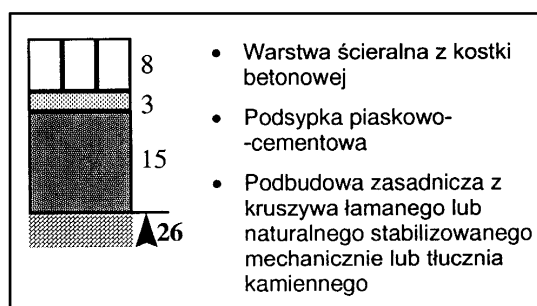 8
3
15
26
• Warstwa ścieralna z kostki
betonowej
• Podsypka piaskowo-
-cementowa
• Podbudowa zasadnicza z
kruszywa łamanego lub
naturalnego stabilizowanego
mechanicznie lub tłucznia
kamiennego